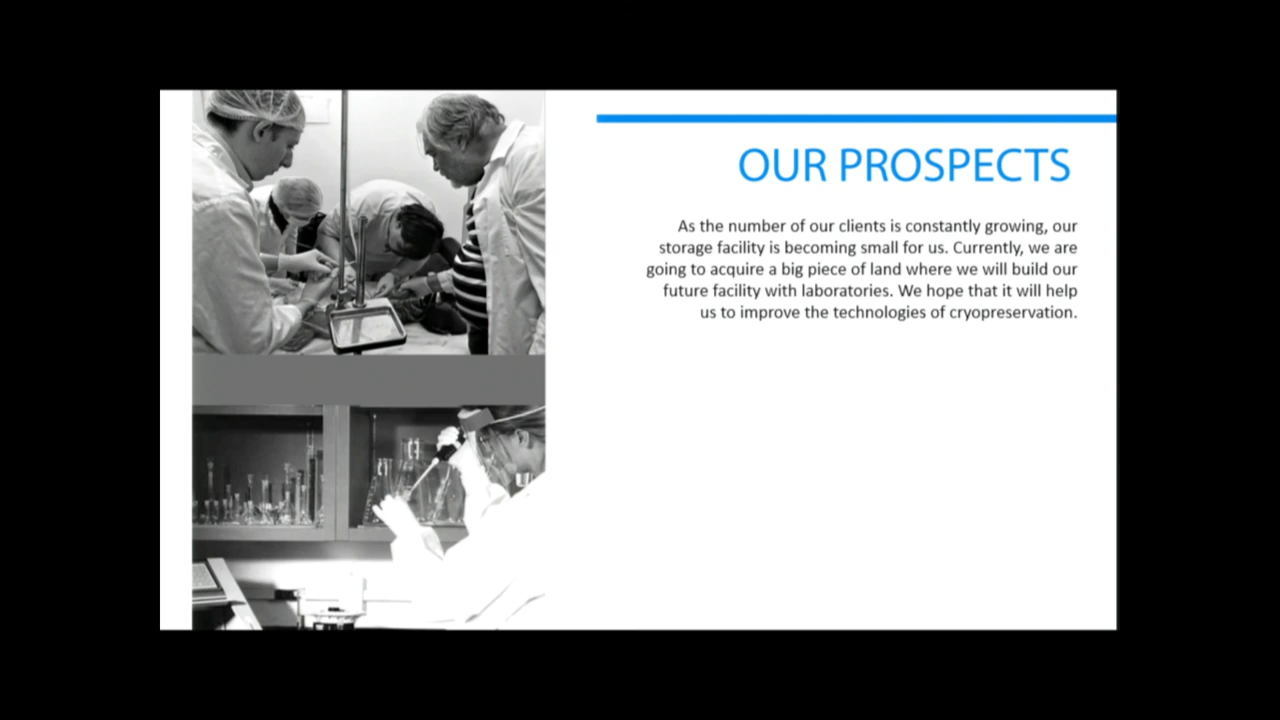 OUR PROSPECTS
As the number of our clients is constantly growing, our
storage facility is becoming small for us. Currently, we are
going to acquire a big piece of land where we will build our
future facility with laboratories. We hope that it will help
us to improve the technologies of cryopreservation.